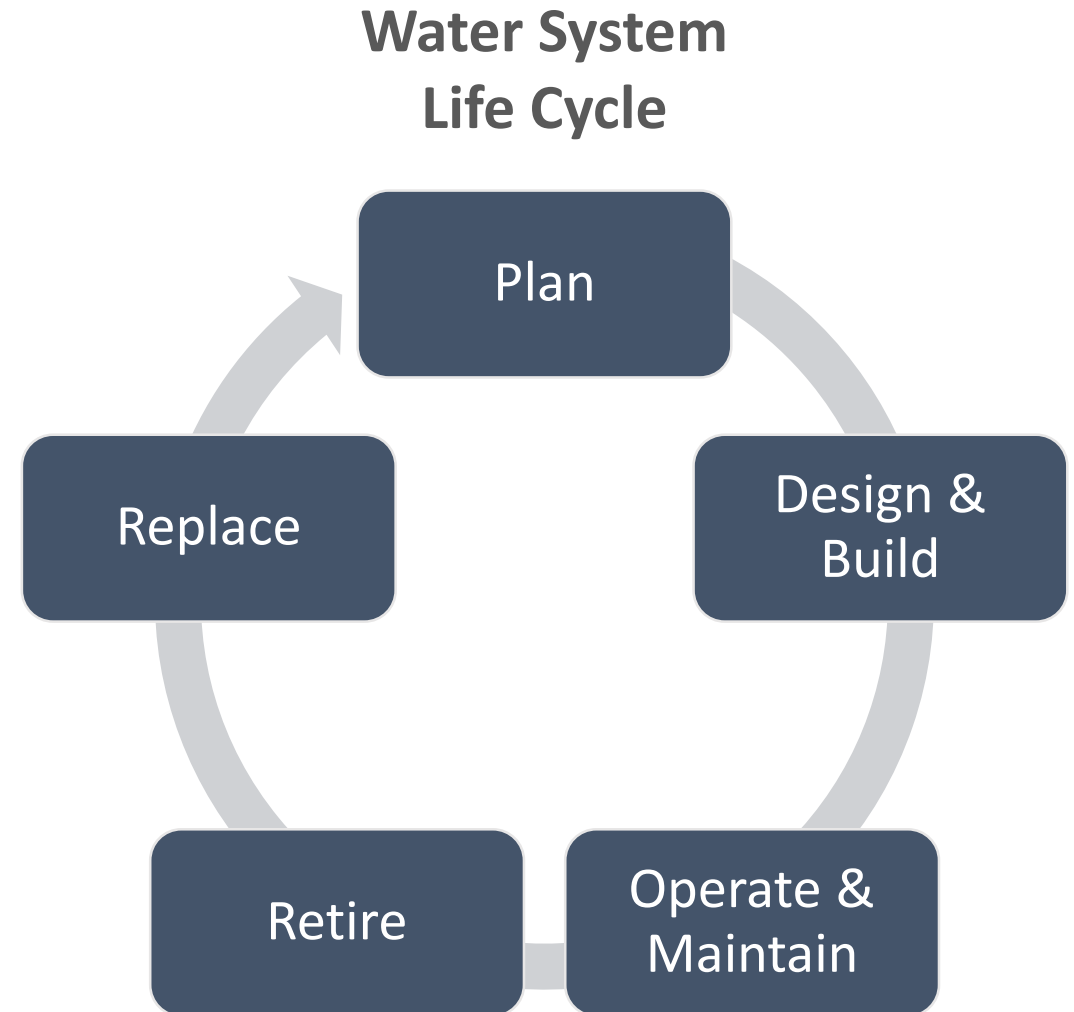 Water System
Life Cycle
Plan
Design &
Build
Operate &
Maintain
Retire
Replace